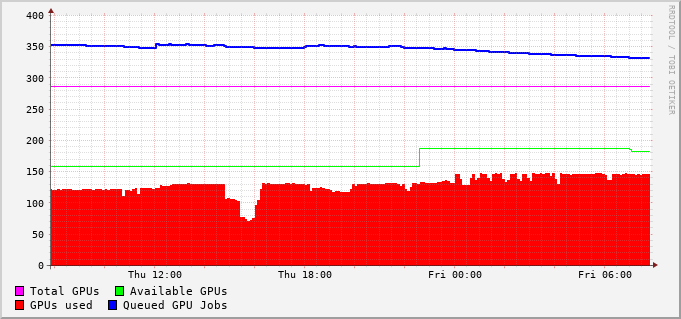 400
350
300
250
200
150
100
50
0
Thu 12:00 Thu 18:00 Fri 00:00 Fri 06:00
Total GPUs Available GPUs
GPUs used Queued GPU Jobs
RRDTOOL / TOBI OETIKER